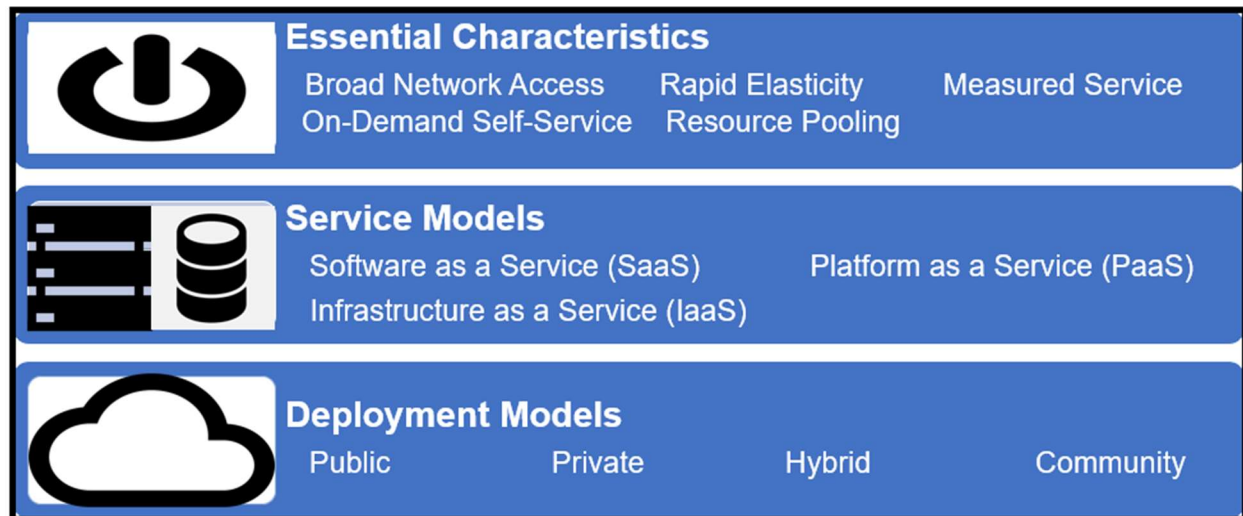 Essential Characteristics
Broad Network Access Rapid Elasticity Measured Service
On-Demand Self-Service Resource Pooling
Service Models
Software as a Service (SaaS) Platform as a Service (PaaS)
Infrastructure as a Service (IaaS)
Deployment Models
Public Private Hybrid Community